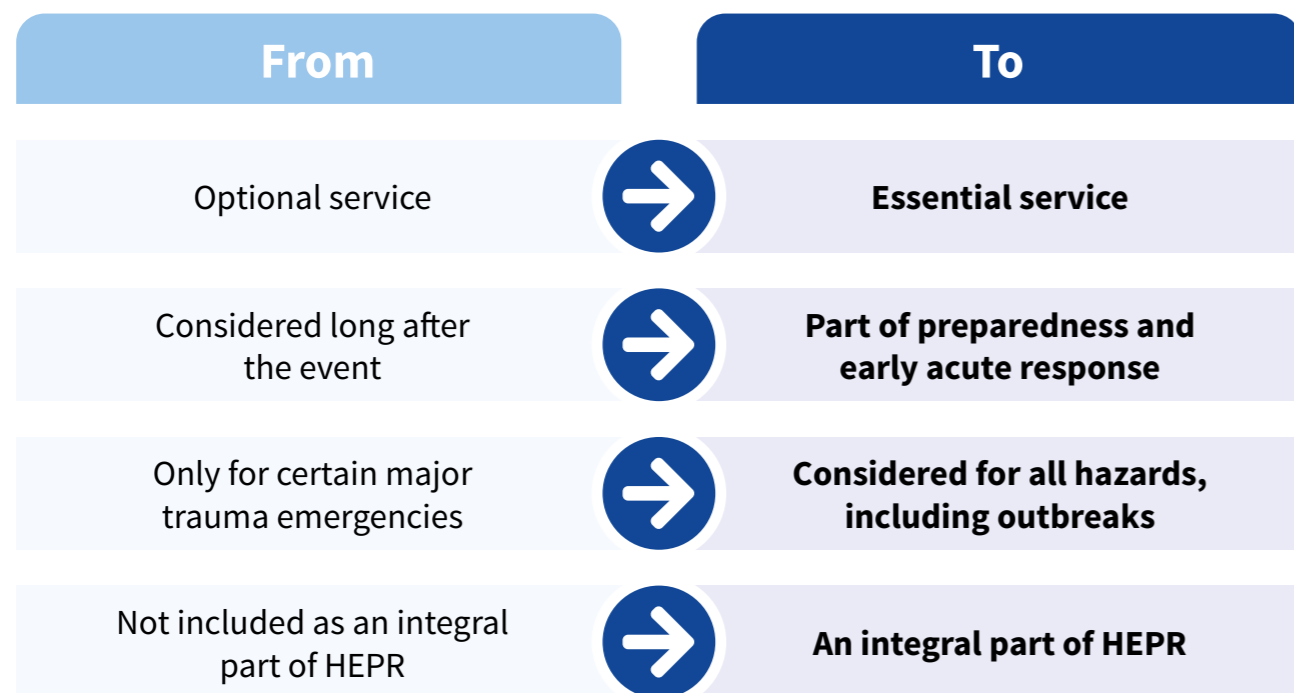 From
To
Optional service
Essential service
Considered long after
the event
Part of preparedness and
early acute response
Only for certain major
trauma emergencies
Considered for all hazards,
including outbreaks
Not included as an integral
part of HEPR
An integral part of HEPR